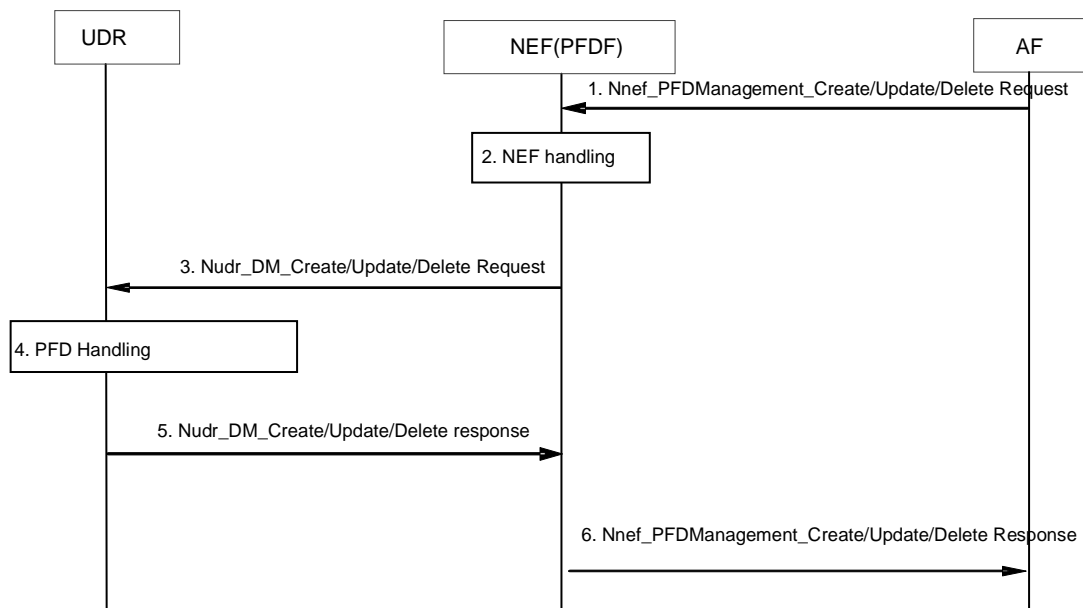 UDR
NEF(PFDF)
AF
1. Nnef_PFDManagement_Create/Update/Delete Request
2. NEF handling
3. Nudr_DM_Create/Update/Delete Request
4. PFD Handling
5. Nudr_DM_Create/Update/Delete response
6. Nnef_PFDManagement_Create/Update/Delete Response